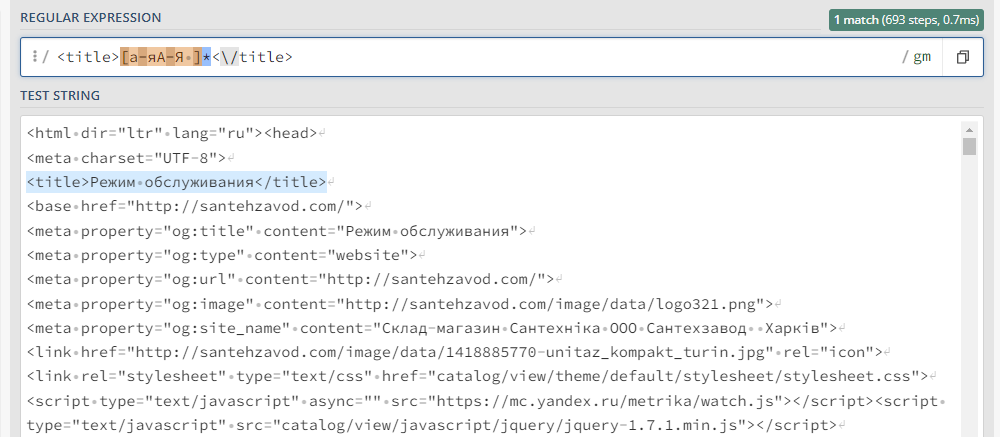 REGULAR EXPRESSION
1 match (693 steps, 0.7ms)
/ <title>[а-яА-Я ]*<\/title>
/ gm
TEST STRING
<html dir="ltr" lang="ru"><head>
<meta charset="UTF-8">
<title>Режим обслуживания</title>
<base href="http://santehzavod.com/">
<meta property="og:title" content="Режим обслуживания">
<meta property="og:type" content="website">
<meta property="og:url" content="http://santehzavod.com/">
<meta property="og:image" content="http://santehzavod.com/image/data/logo321.png">
<meta property="og:site_name" content="Склад-магазин Сантехніка ООО Сантехзавод  Харків">
<link href="http://santehzavod.com/image/data/1418885770-unitaz_kompakt_turin.jpg" rel="icon">
<link rel="stylesheet" type="text/css" href="catalog/view/theme/default/stylesheet/stylesheet.css">
<script type="text/javascript" async="" src="https://mc.yandex.ru/metrika/watch.js"></script><script
type="text/javascript" src="catalog/view/javascript/jquery/jquery-1.7.1.min.js"></script>